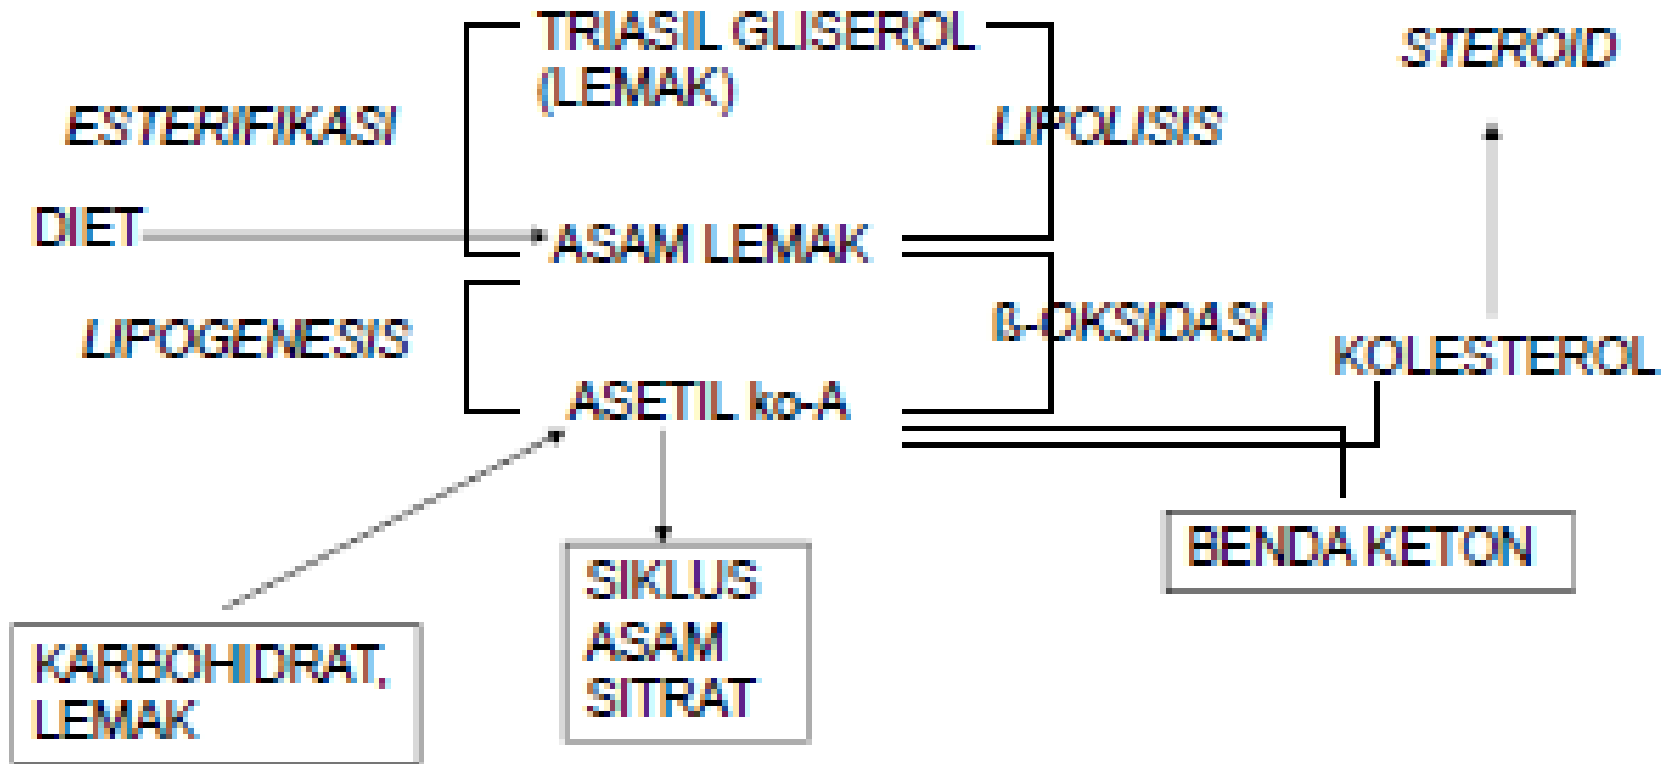 TRIASIL GLISEROL
(LEMAK)
STEROID
ESTERIFIKASI
LIPOLISIS
DIET
ASAM LEMAK
LIPOGENESIS
ß-OKSIDASI
KOLESTEROL
ASETIL ko-A
BENDA KETON
SIKLUS
ASAM
SITRAT
KARBOHIDRAT,
LEMAK